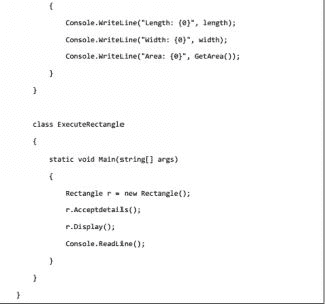 {
Console.WriteLine("Length: {0}", length);
Console.WriteLine("Width: {0}", width);
Console.WriteLine("Area: {0}", GetArea());
}
}
class ExecuteRectangle
{
static void Main(string[] args)
{
Rectangle r = new Rectangle();
r.Acceptdetails();
r.Display();
Console.ReadLine();
}
}
}